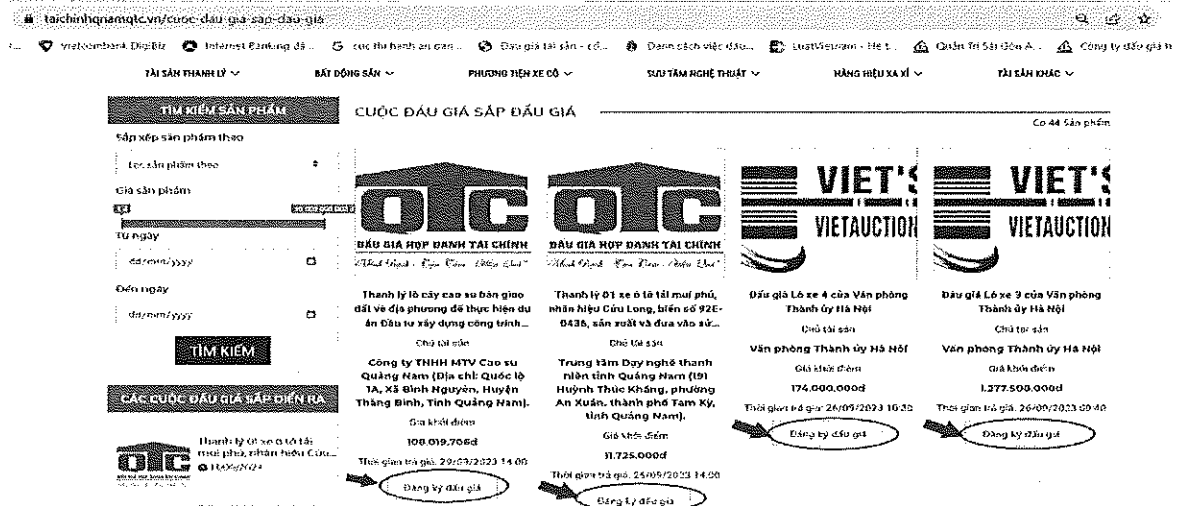 taichinhqnamqtc.vn/cuoc-dau-gia-sap-dau-gia
Vietcombank DigiBiz
Internet Banking dà...
Đấu giá tài sản - cổ...
Danh sách việc đấu...
LuatVietnam - Hệ t...
Quản Trị Sài Gòn A...
Công ty đấu giá h
TÀI SẢN THANH LÝ
BẤT ĐỘNG SẢN
PHƯƠNG TIỆN XE CỘ
SƯU TẦM NGHỆ THUẬT
HÀNG HIỆU XA XỈ
TÀI SẢN KHÁC
TÌM KIẾM SẢN PHẨM
Sắp xếp sản phẩm theo
Lọc sản phẩm theo
Giá sản phẩm
Từ ngày
dd/mm/yyyy
Đến ngày
dd/mm/yyyy
TÌM KIẾM
CÁC CUỘC ĐẤU GIÁ SẮP DIỄN RA
QTC
Thanh lý 01 xe ô tô tải
mui phủ, nhãn hiệu Cửu...
CUỘC ĐẤU GIÁ SẮP ĐẤU GIÁ
Có 44 Sản phẩm
QTC
ĐẤU GIÁ HỢP DANH TÀI CHÍNH
Thanh lý lô cây cao su bàn giao
đất về địa phương để thực hiện dự
án Đầu tư xây dựng công trình...
Chủ tài sản
Công ty TNHH MTV Cao su
Quảng Nam (Địa chỉ: Quốc lộ
1A, Xã Bình Nguyên, Huyện
Thăng Bình, Tỉnh Quảng Nam).
Giá khởi điểm
108.019.706đ
Thời gian trả giá: 29/09/2023 14:00
Đăng ký đấu giá
QTC
ĐẤU GIÁ HỢP DANH TÀI CHÍNH
Thanh lý 01 xe ô tô tải mui phủ,
nhãn hiệu Cửu Long, biển số 92E-
0436, sản xuất và đưa vào sử...
Chủ tài sản
Trung tâm Dạy nghề thanh
niên tỉnh Quảng Nam (191
Huỳnh Thúc Kháng, phường
An Xuân, thành phố Tam Kỳ,
tỉnh Quảng Nam).
Giá khởi điểm
11.725.000đ
Thời gian trả giá: 26/09/2023 14:00
Đăng ký đấu giá
VIET'S
VIETAUCTION
Đấu giá Lô xe 4 của Văn phòng
Thành ủy Hà Nội
Chủ tài sản
Văn phòng Thành ủy Hà Nội
Giá khởi điểm
174.000.000đ
Thời gian trả giá: 26/09/2023 10:20
Đăng ký đấu giá
VIET'S
VIETAUCTION
Đấu giá Lô xe 3 của Văn phòng
Thành ủy Hà Nội
Chủ tài sản
Văn phòng Thành ủy Hà Nội
Giá khởi điểm
1.277.500.000đ
Thời gian trả giá: 26/09/2023 09:40
Đăng ký đấu giá